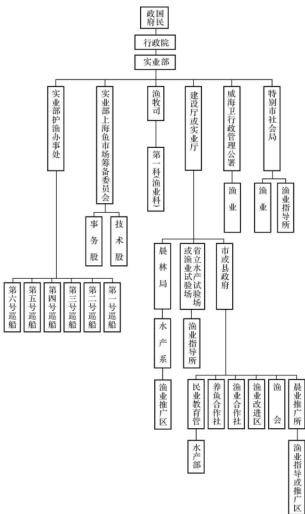 国民政府
行政院
实业部
实业部护渔办事处
实业部上海鱼市场筹备委员会
渔牧司
建设厅或实业厅
威海卫行政管理公署
特别市社会局
第一科(渔业科)
渔业
渔业
渔业指导所
事务股
技术股
晨林局
省立水产试验场或渔业试验场
市或县政府
第六号巡船
第五号巡船
第四号巡船
第三号巡船
第二号巡船
第一号巡船
水产系
渔业指导所
渔业推广区
民业教育管
养鱼合作社
渔业合作社
渔业改进区
渔会
晨业推广所
水产部
渔业指导或推广区